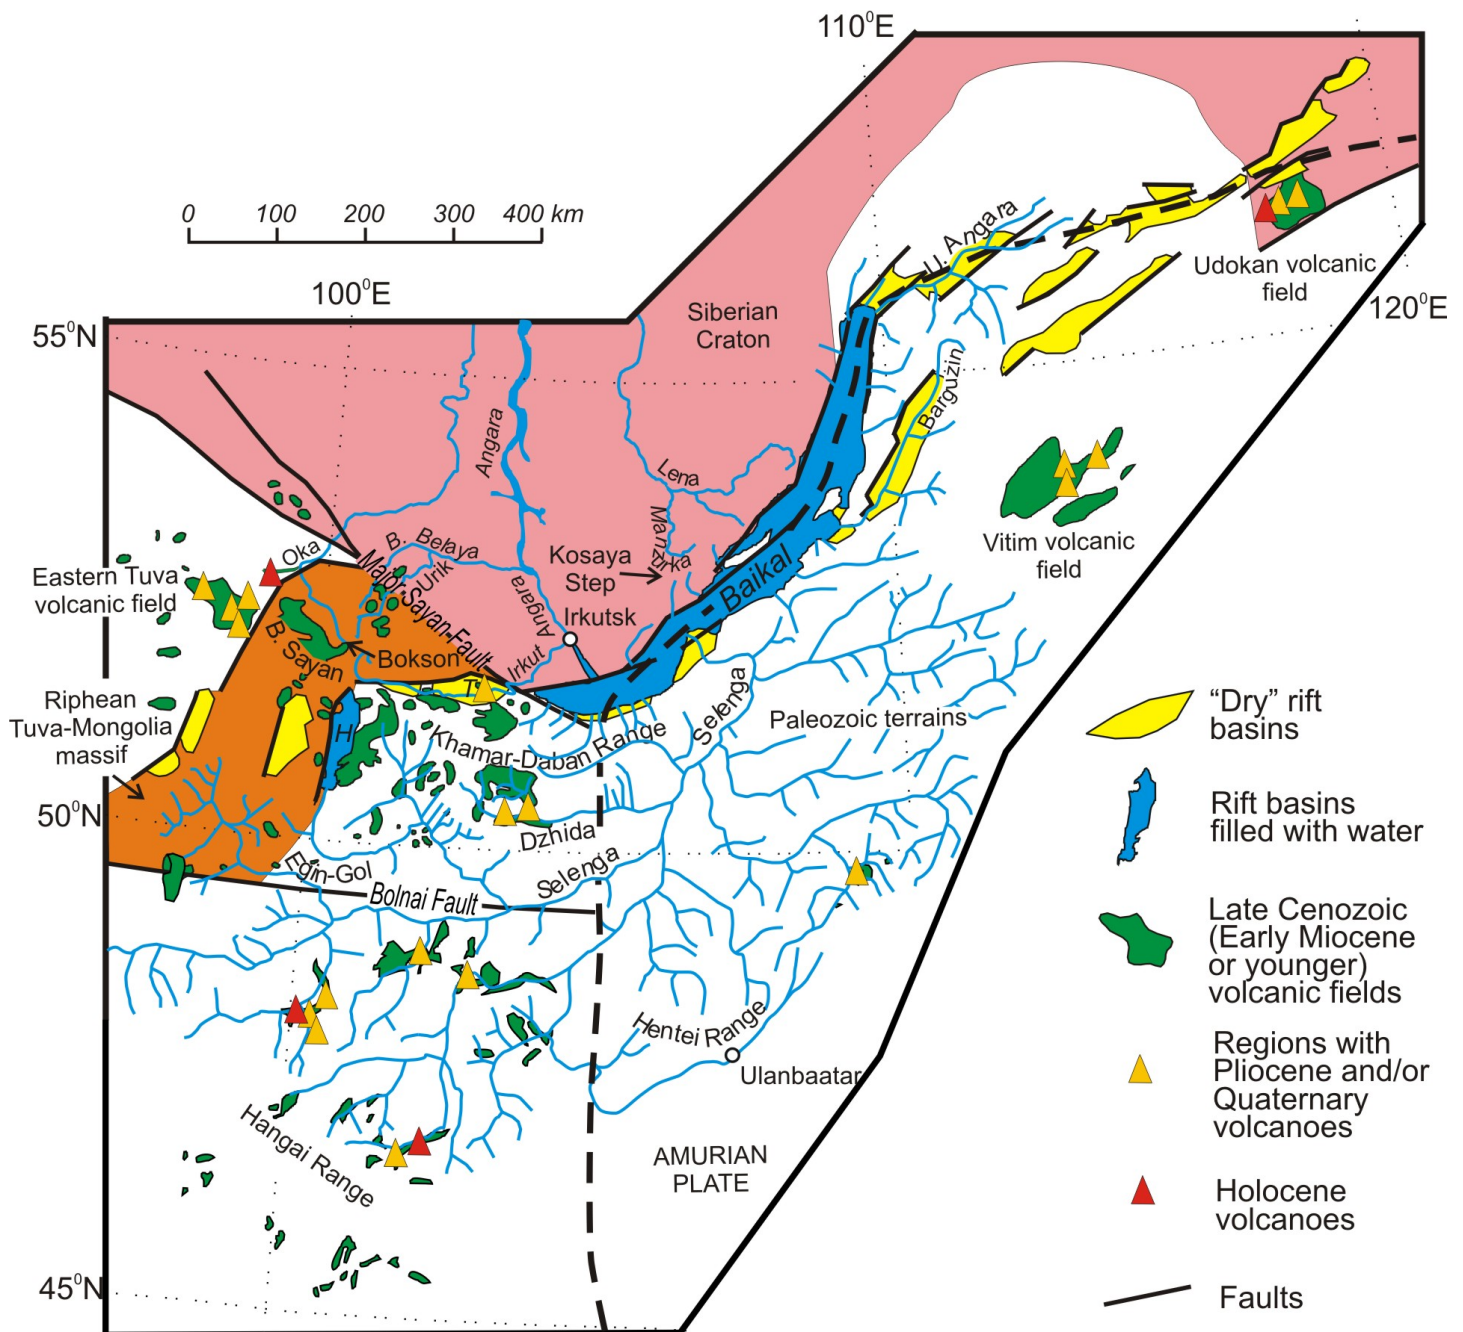 110⁰E
0
100
200
300
400 km
100⁰E
55⁰N
Siberian
Craton
U. Angara
Udokan volcanic
field
120⁰E
Barguzin
Angara
Lena
Manzurka
Vitim volcanic
field
Oka
B. Belaya
Urik
Kosaya
Step
Major-Sayan-Fault
Angara
Irkutsk
Baikal
Eastern Tuva
volcanic field
B. Sayan
Bokson
Irkut
T
H
Selenga
Riphean
Tuva-Mongolia
massif
Khamar-Daban Range
Paleozoic terrains
50⁰N
Dzhida
Egin-Gol
Selenga
Bolnai Fault
Hentei Range
Ulanbaatar
Hangai Range
AMURIAN
PLATE
45⁰N
“Dry” rift
basins
Rift basins
filled with water
Late Cenozoic
(Early Miocene
or younger)
volcanic fields
Regions with
Pliocene and/or
Quaternary
volcanoes
Holocene
volcanoes
Faults